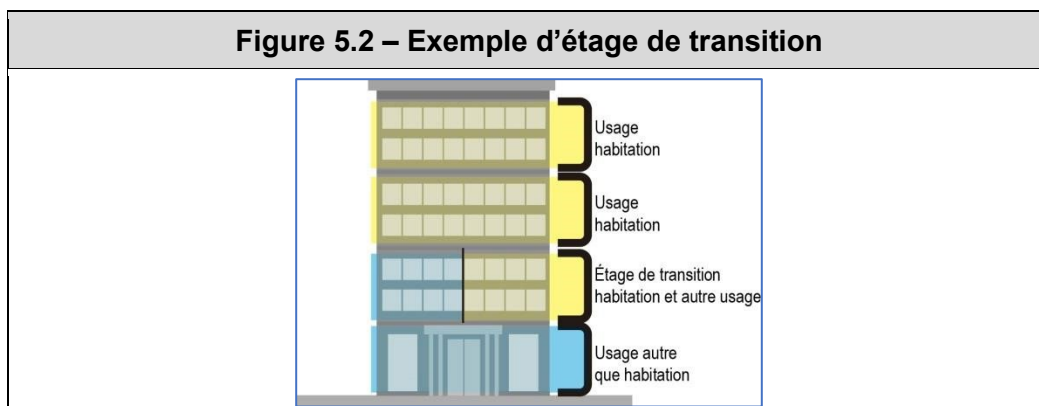 Figure 5.2 – Exemple d’étage de transition
Usage
habitation
Usage
habitation
Étage de transition
habitation et autre usage
Usage autre
que habitation